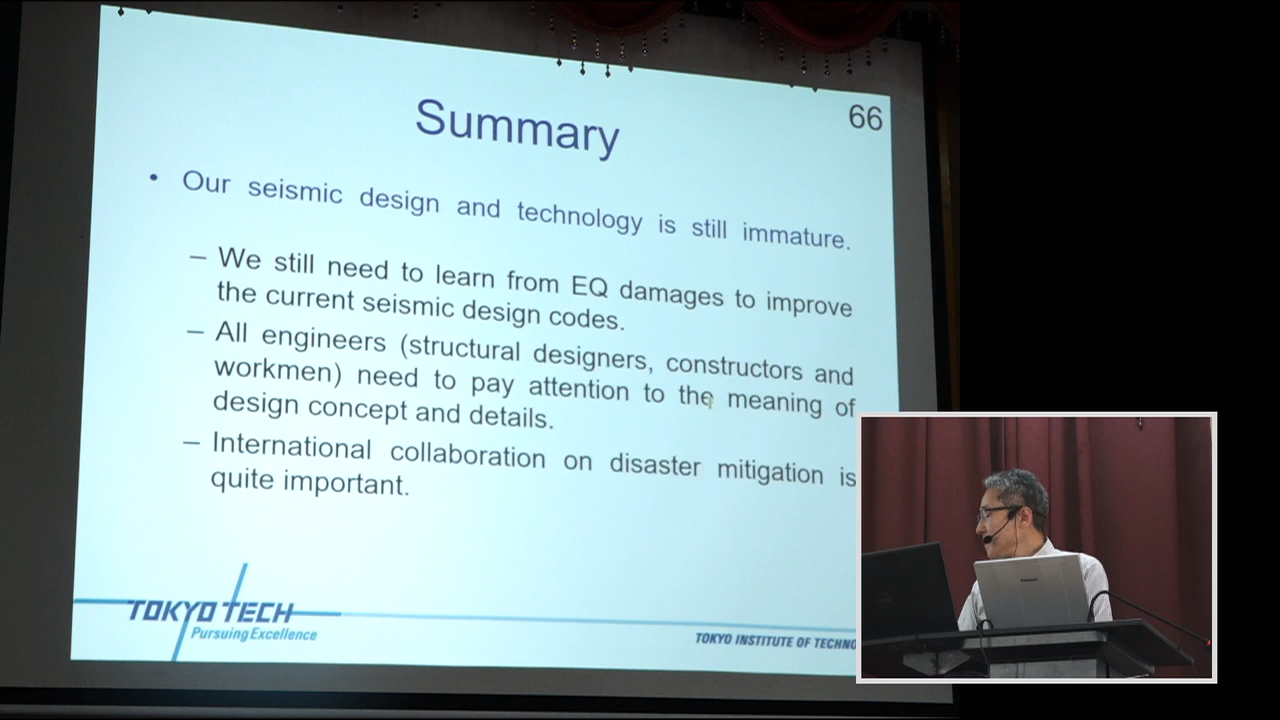 66
Summary
• Our seismic design and technology is still immature.
– We still need to learn from EQ damages to improve
the current seismic design codes.
– All engineers (structural designers, constructors and
workmen) need to pay attention to the meaning of
design concept and details.
– International collaboration on disaster mitigation is
quite important.
TOKYO TECH
Pursuing Excellence
TOKYO INSTITUTE OF TECHNO